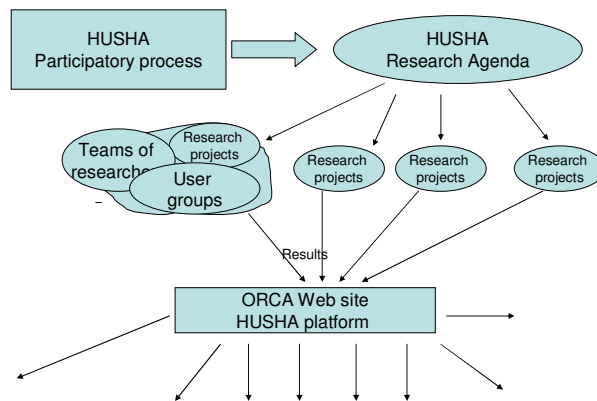 HUSHA
Participatory process
HUSHA
Research Agenda
Teams of
Research
projects
User
groups
Research
projects
Research
projects
Research
projects
Results
ORCA Web site
HUSHA platform